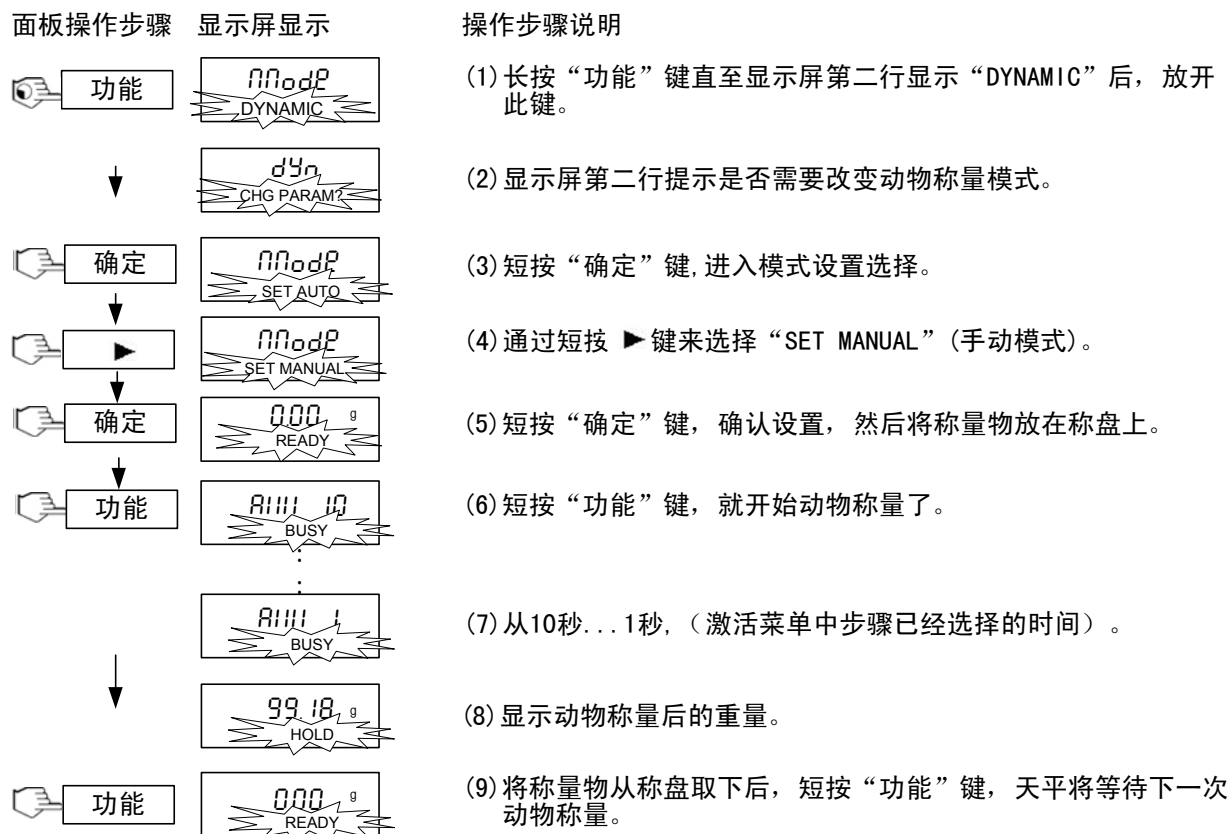 面板操作步骤 显示屏显示 操作步骤说明
功能
MModE
DYNAMIC
(1)长按“功能”键直至显示屏第二行显示“DYNAMIC”后，放开
此键。
dYn
CHG PARAM?
(2)显示屏第二行提示是否需要改变动物称量模式。
确定
MModE
SET AUTO
(3)短按“确定”键,进入模式设置选择。
MModE
SET MANUAL
(4)通过短按 ▶键来选择“SET MANUAL”(手动模式)。
确定
0.00 g
READY
(5)短按“确定”键，确认设置，然后将称量物放在称盘上。
功能
10
BUSY
(6)短按“功能”键，就开始动物称量了。
1
BUSY
(7)从10秒...1秒,（激活菜单中步骤已经选择的时间）。
99.18 g
HOLD
(8)显示动物称量后的重量。
功能
0.00 g
READY
(9)将称量物从称盘取下后，短按“功能”键，天平将等待下一次
动物称量。